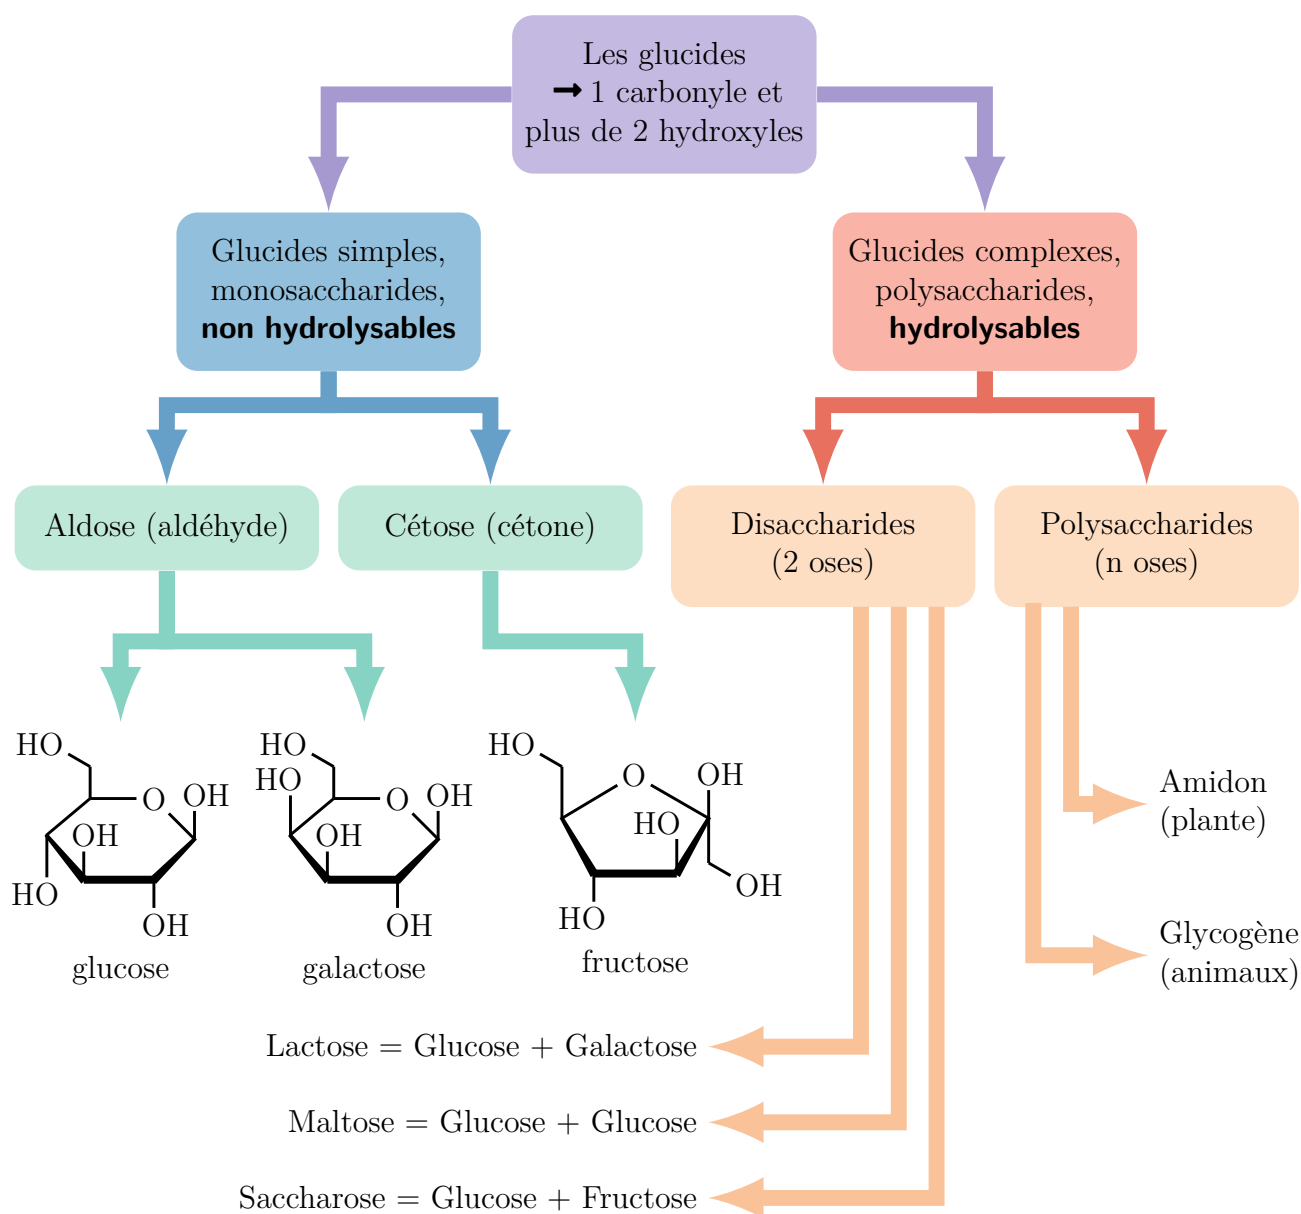 Les glucides
➞ 1 carbonyle et
plus de 2 hydroxyles
Glucides simples,
monosaccharides,
non hydrolysables
Glucides complexes,
polysaccharides,
hydrolysables
Aldose (aldéhyde)
Cétose (cétone)
Disaccharides
(2 oses)
Polysaccharides
(n oses)
HO
HO
O
OH
OH
HO
OH
glucose
HO
HO
O
OH
OH
OH
galactose
HO
O
OH
HO
OH
HO
fructose
Amidon
(plante)
Glycogène
(animaux)
Lactose = Glucose + Galactose
Maltose = Glucose + Glucose
Saccharose = Glucose + Fructose